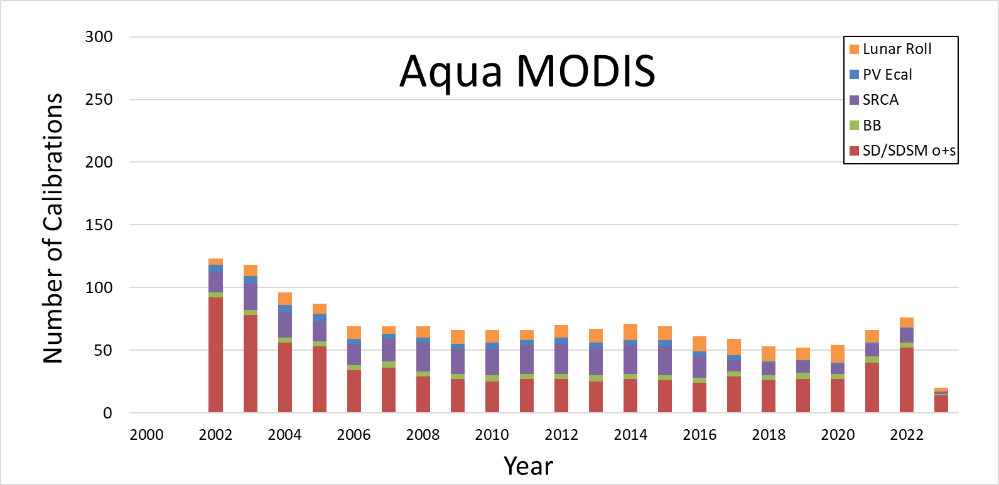 Aqua MODIS
300
250
200
150
100
50
0
Number of Calibrations
Lunar Roll
PV Ecal
SRCA
BB
SD/SDSM o+s
2000 2002 2004 2006 2008 2010 2012 2014 2016 2018 2020 2022
Year